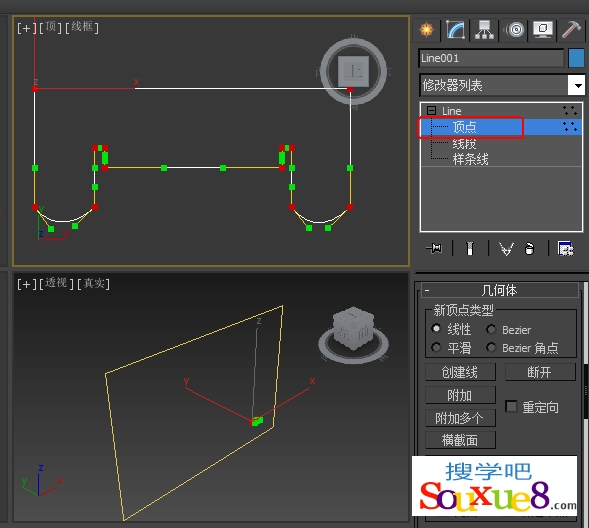 [+][顶][线框]
上
x
z
Y
Line001
修改器列表
Line
顶点
线段
样条线
[+][透视][真实]
z
y
x
z
y
x
几何体
新顶点类型
线性 Bezier
平滑 Bezier 角点
创建线 断开
附加
附加多个 重定向
横截面
搜学吧
Souxue8.com